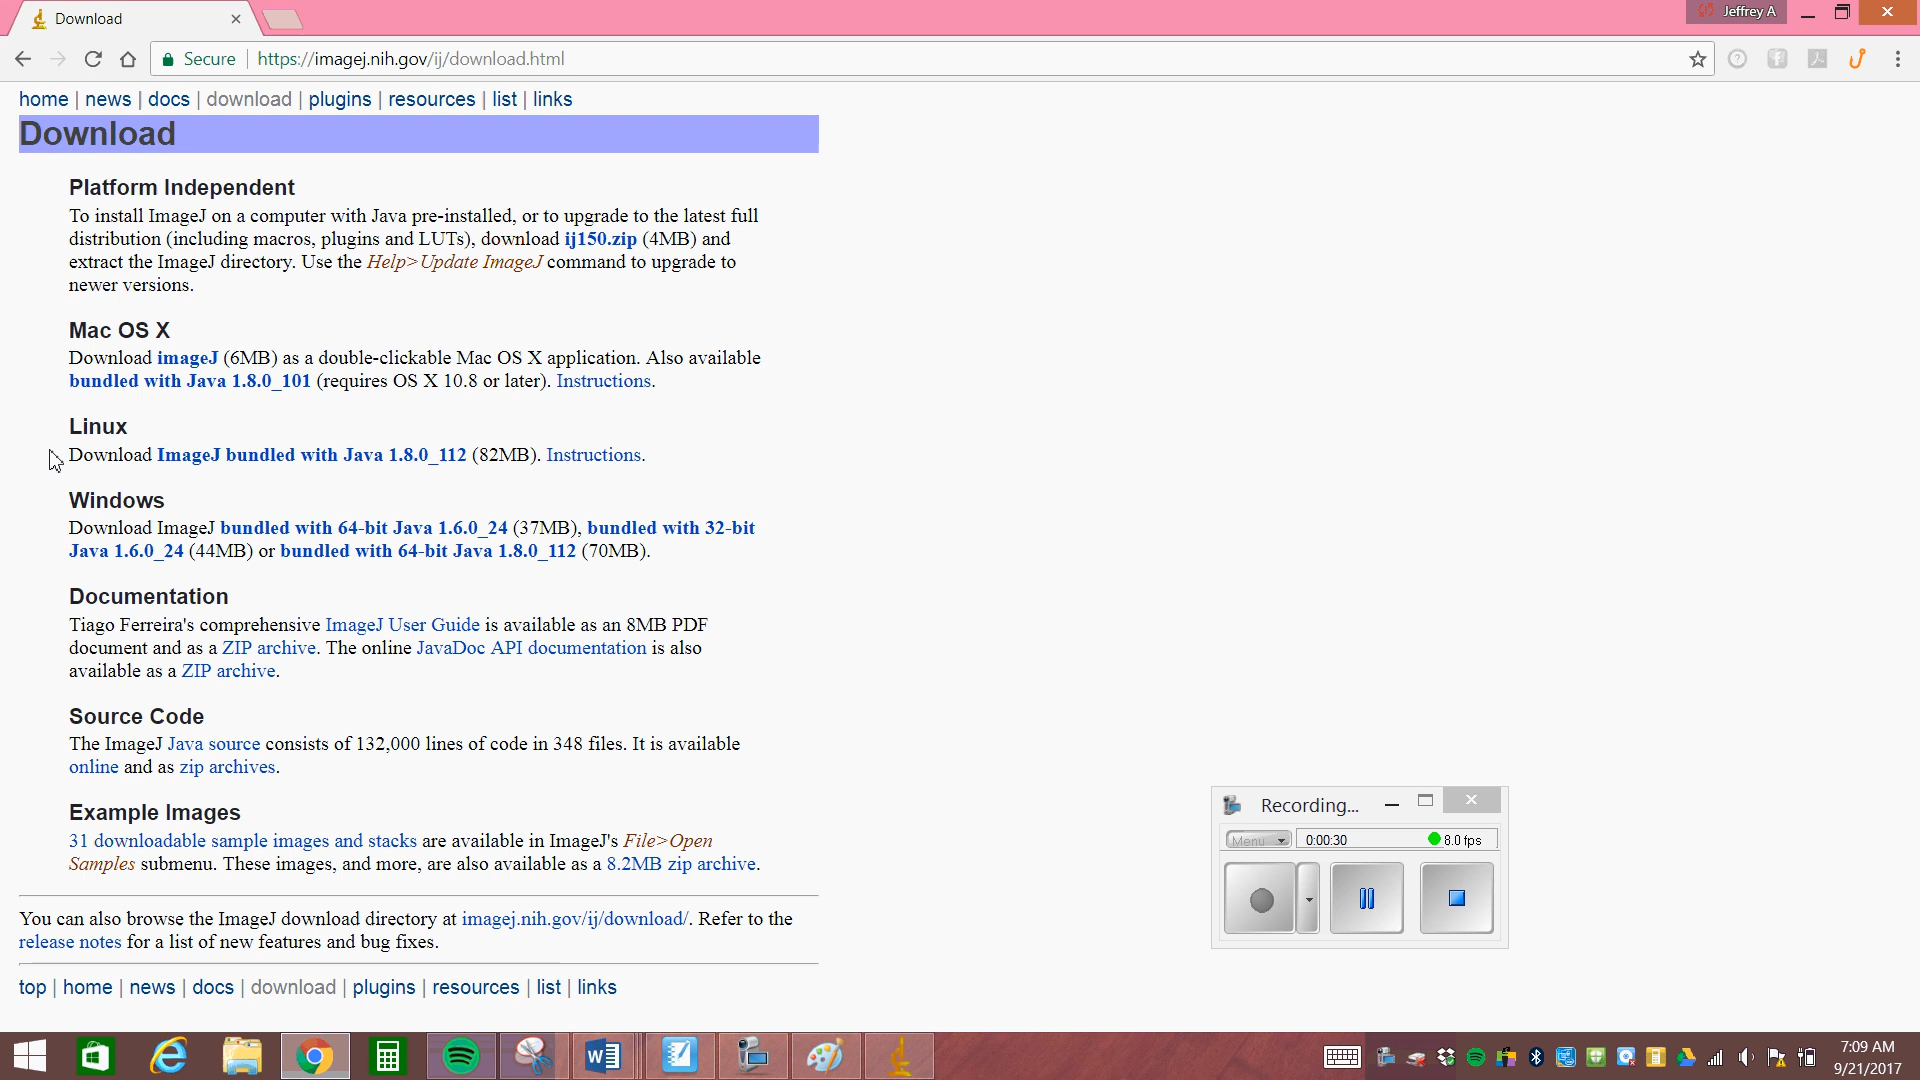 Download
Jeffrey A
Secure
https://imagej.nih.gov/ij/download.html
home | news | docs | download | plugins | resources | list | links
Download
Platform Independent
To install ImageJ on a computer with Java pre-installed, or to upgrade to the latest full
distribution (including macros, plugins and LUTs), download ij150.zip (4MB) and
extract the ImageJ directory. Use the Help>Update ImageJ command to upgrade to
newer versions.
Mac OS X
Download imageJ (6MB) as a double-clickable Mac OS X application. Also available
bundled with Java 1.8.0_101 (requires OS X 10.8 or later). Instructions.
Linux
Download ImageJ bundled with Java 1.8.0_112 (82MB). Instructions.
Windows
Download ImageJ bundled with 64-bit Java 1.6.0_24 (37MB), bundled with 32-bit
Java 1.6.0_24 (44MB) or bundled with 64-bit Java 1.8.0_112 (70MB).
Documentation
Tiago Ferreira's comprehensive ImageJ User Guide is available as an 8MB PDF
document and as a ZIP archive. The online JavaDoc API documentation is also
available as a ZIP archive.
Source Code
The ImageJ Java source consists of 132,000 lines of code in 348 files. It is available
online and as zip archives.
Example Images
31 downloadable sample images and stacks are available in ImageJ's File>Open
Samples submenu. These images, and more, are also available as a 8.2MB zip archive.
You can also browse the ImageJ download directory at imagej.nih.gov/ij/download/. Refer to the
release notes for a list of new features and bug fixes.
top | home | news | docs | download | plugins | resources | list | links
Recording...
Menu
0:00:30
8.0 fps
7:09 AM
9/21/2017